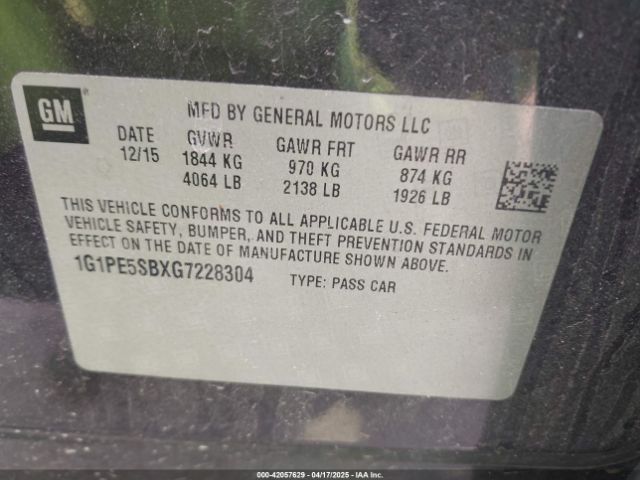 GM
MFD BY GENERAL MOTORS LLC
DATE GVWR GAWR FRT GAWR RR
12/15 1844 KG 970 KG 874 KG
4064 LB 2138 LB 1926 LB
THIS VEHICLE CONFORMS TO ALL APPLICABLE U.S. FEDERAL MOTOR
VEHICLE SAFETY, BUMPER, AND THEFT PREVENTION STANDARDS IN
EFFECT ON THE DATE OF MANUFACTURE SHOWN ABOVE.
1G1PE5SBXG7228304 TYPE: PASS CAR
000-42057629 - 04/17/2025 - IAA Inc.